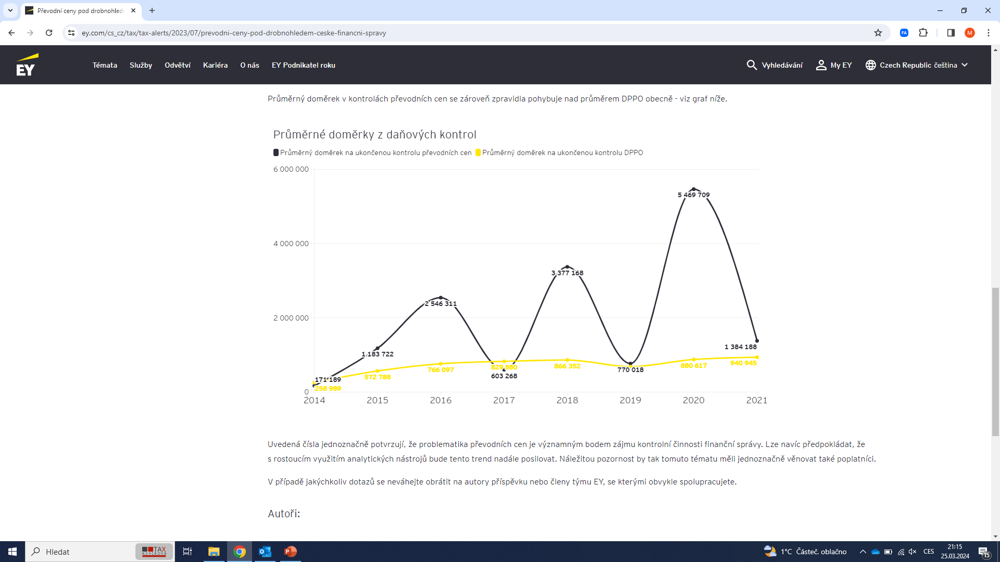 Převodní ceny pod drobnohlede
ey.com/cs_cz/tax/tax-alerts/2023/07/prevodni-ceny-pod-drobnohledem-ceske-financni-spravy
FA
M
EY
Témata Služby Odvětví Kariéra O nás EY Podnikatel roku
Vyhledávání My EY Czech Republic čeština
Průměrný doměrek v kontrolách převodních cen se zároveň zpravidla pohybuje nad průměrem DPPO obecně - viz graf níže.
Průměrné doměrky z daňových kontrol
Průměrný doměrek na ukončenou kontrolu převodních cen Průměrný doměrek na ukončenou kontrolu DPPO
6 000 000
5 469 709
4 000 000
3 377 168
2 546 311
2 000 000
1 384 188
1 183 722
940 945
880 617
866 352
829 880
766 097
770 018
603 268
572 788
171 189
258 989
0
2014 2015 2016 2017 2018 2019 2020 2021
Uvedená čísla jednoznačně potvrzují, že problematika převodních cen je významným bodem zájmu kontrolní činnosti finanční správy. Lze navíc předpokládat, že
s rostoucím využitím analytických nástrojů bude tento trend nadále posilovat. Náležitou pozornost by tak tomuto tématu měli jednoznačně věnovat také poplatníci.
V případě jakýchkoliv dotazů se neváhejte obrátit na autory příspěvku nebo členy týmu EY, se kterými obvykle spolupracujete.
Autoři:
Hledat
TAX
ADVISORS
1°C Částeč. oblačno
CES
21:15
25.03.2024
15